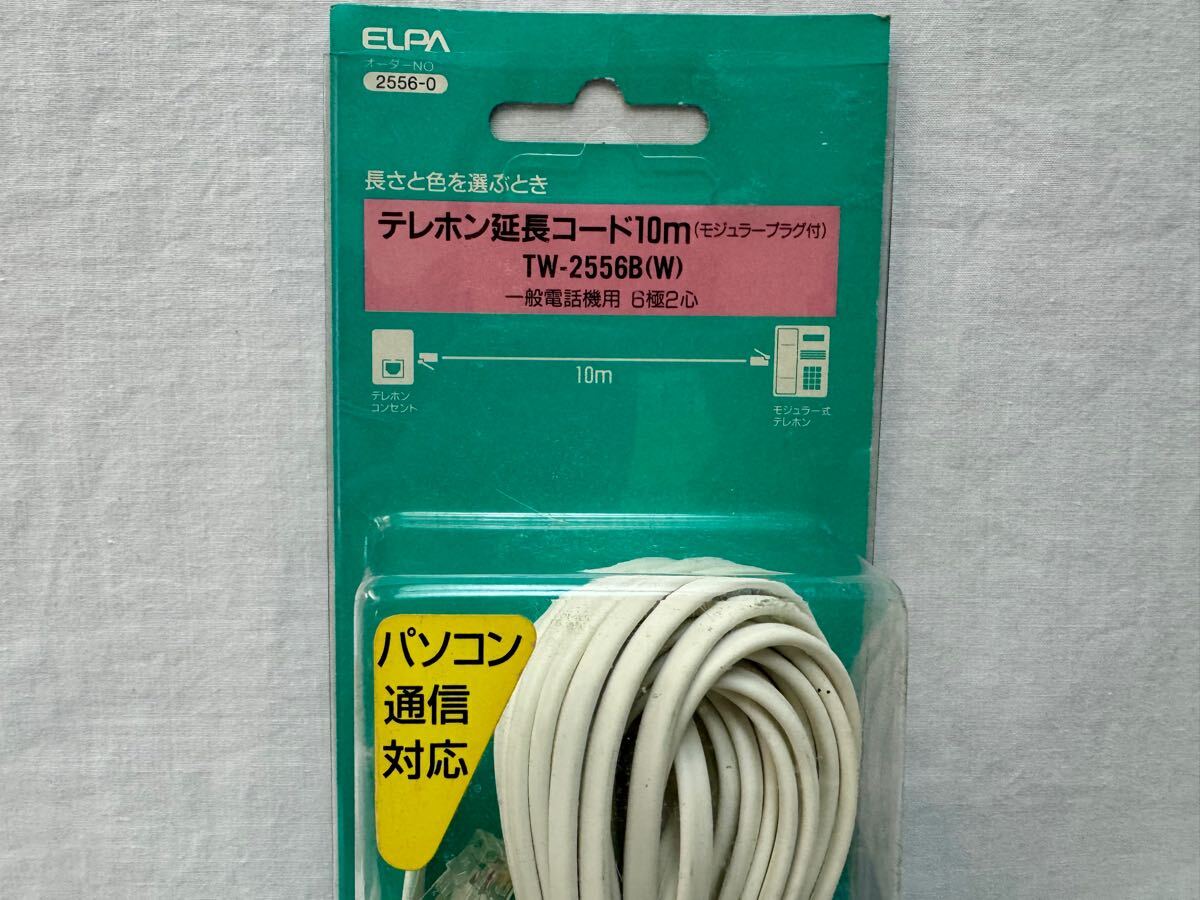 ELPA
オーダーNO
2556-0
長さと色を選ぶとき
テレホン延長コード10m(モジュラープラグ付)
TW-2556B(W)
一般電話機用 6極2心
10m
テレホン
コンセント
モジュラー式
テレホン
パソコン
通信
対応